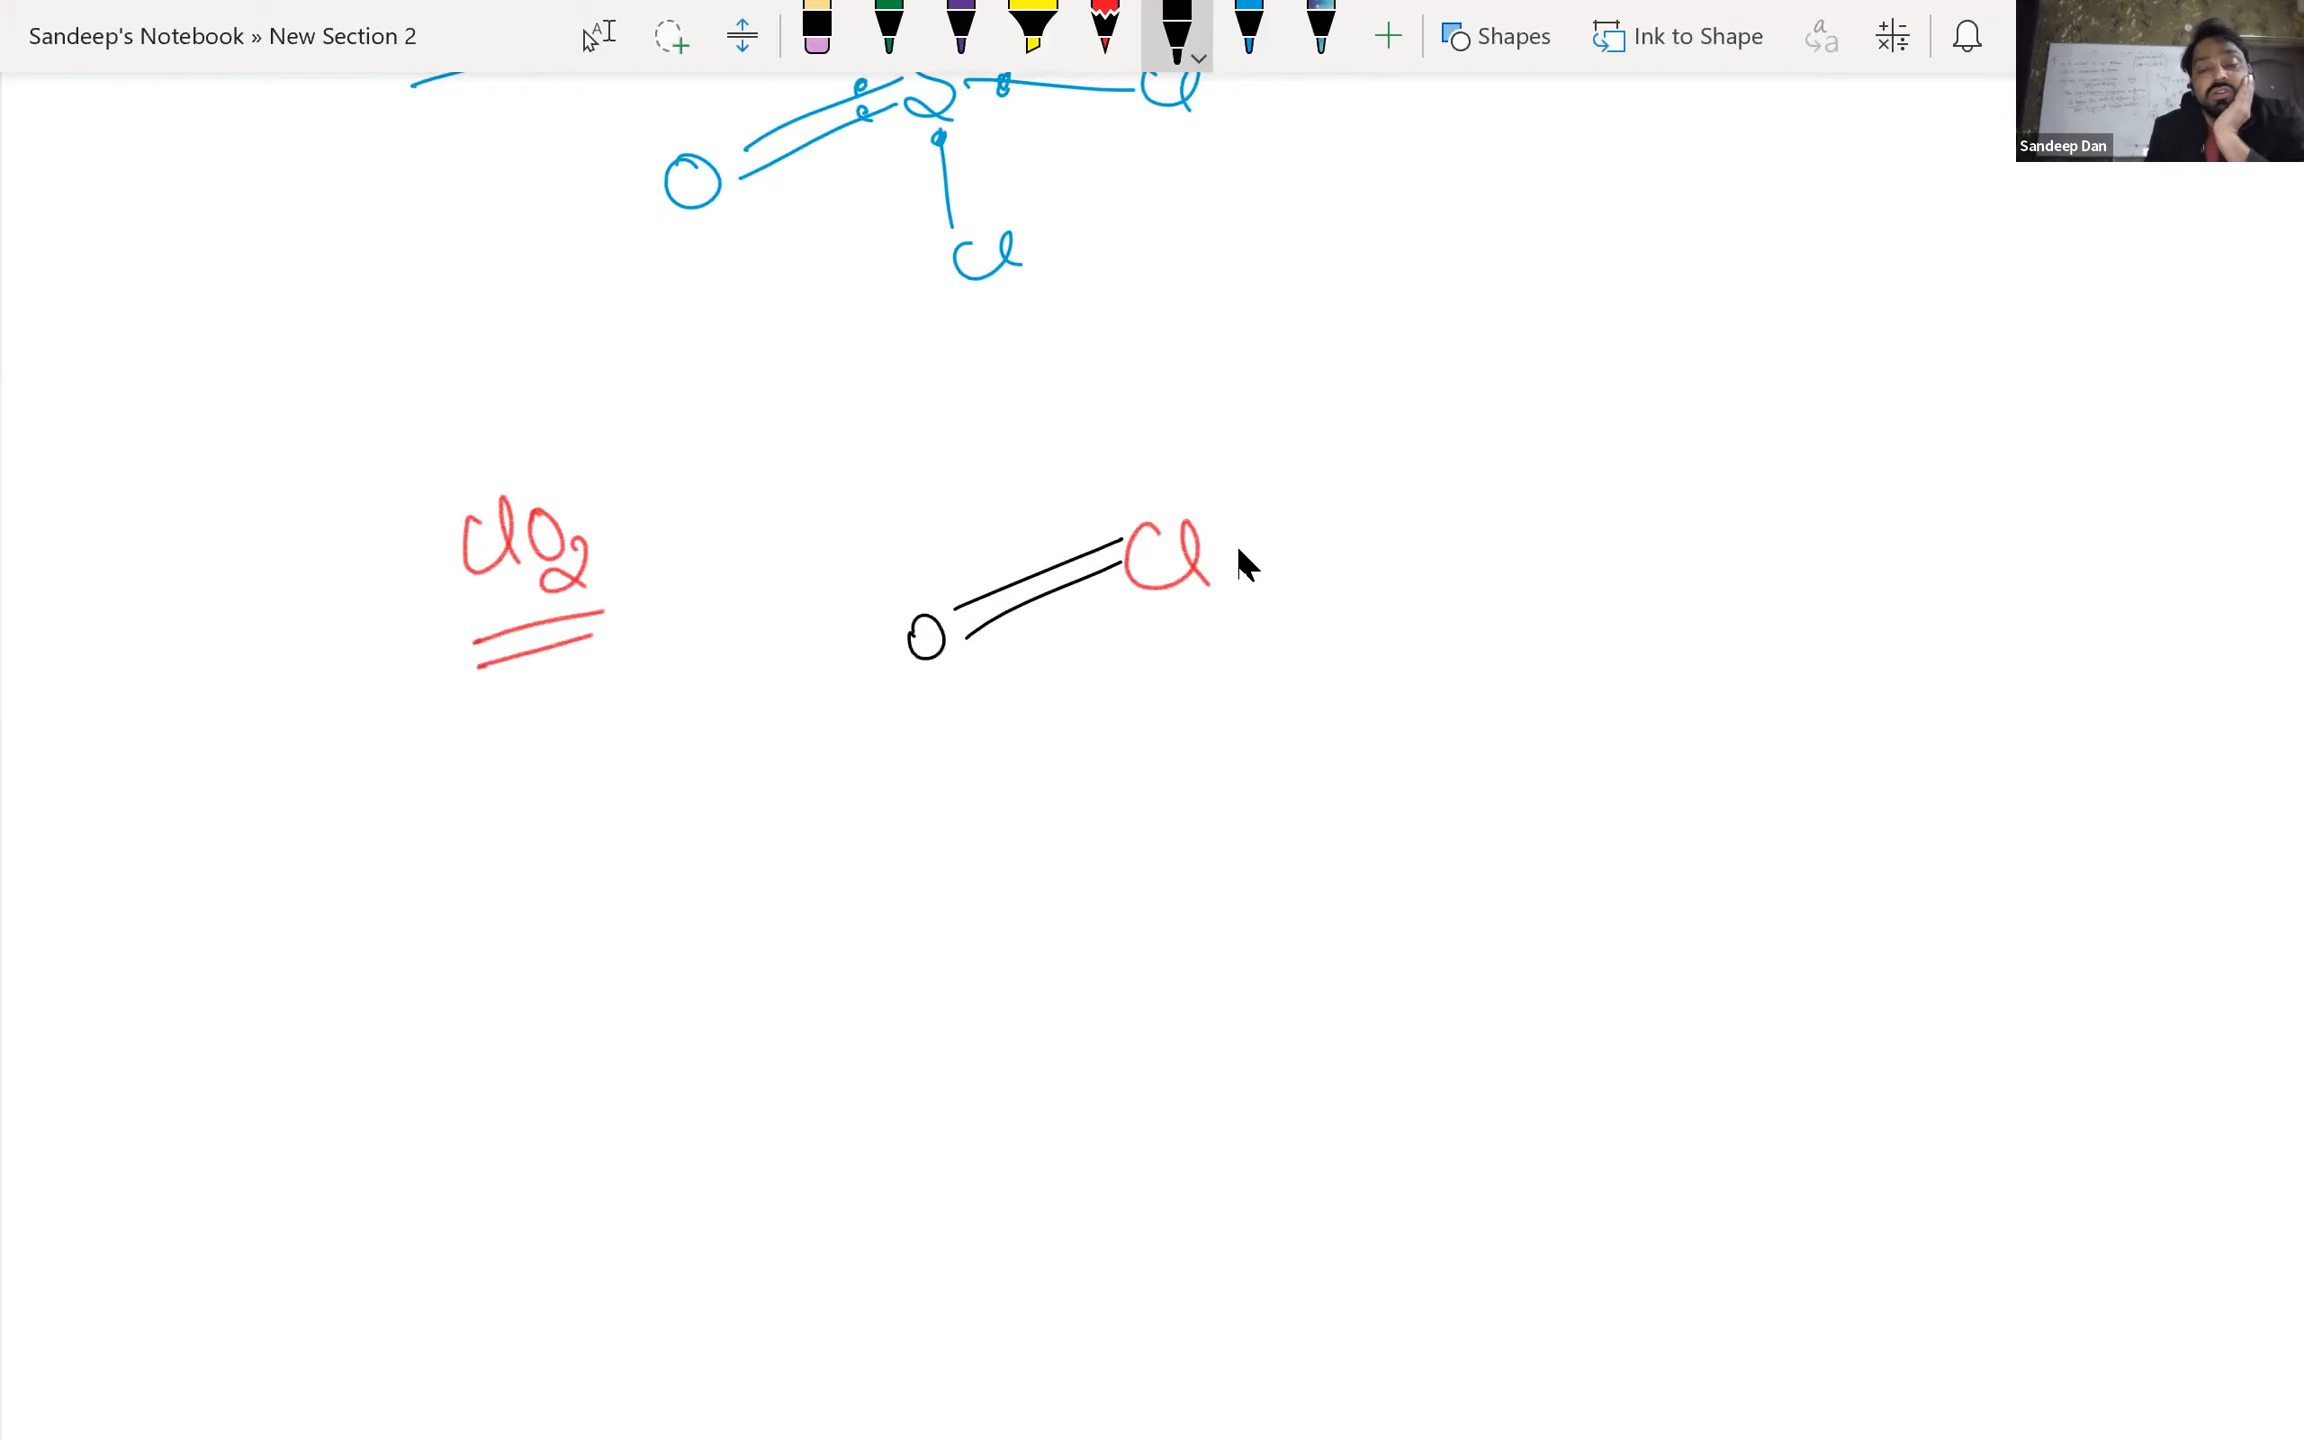 Sandeep's Notebook » New Section 2
Shapes
Ink to Shape
Sandeep Dan
S
Cl
O
Cl
ClO2
Cl
O